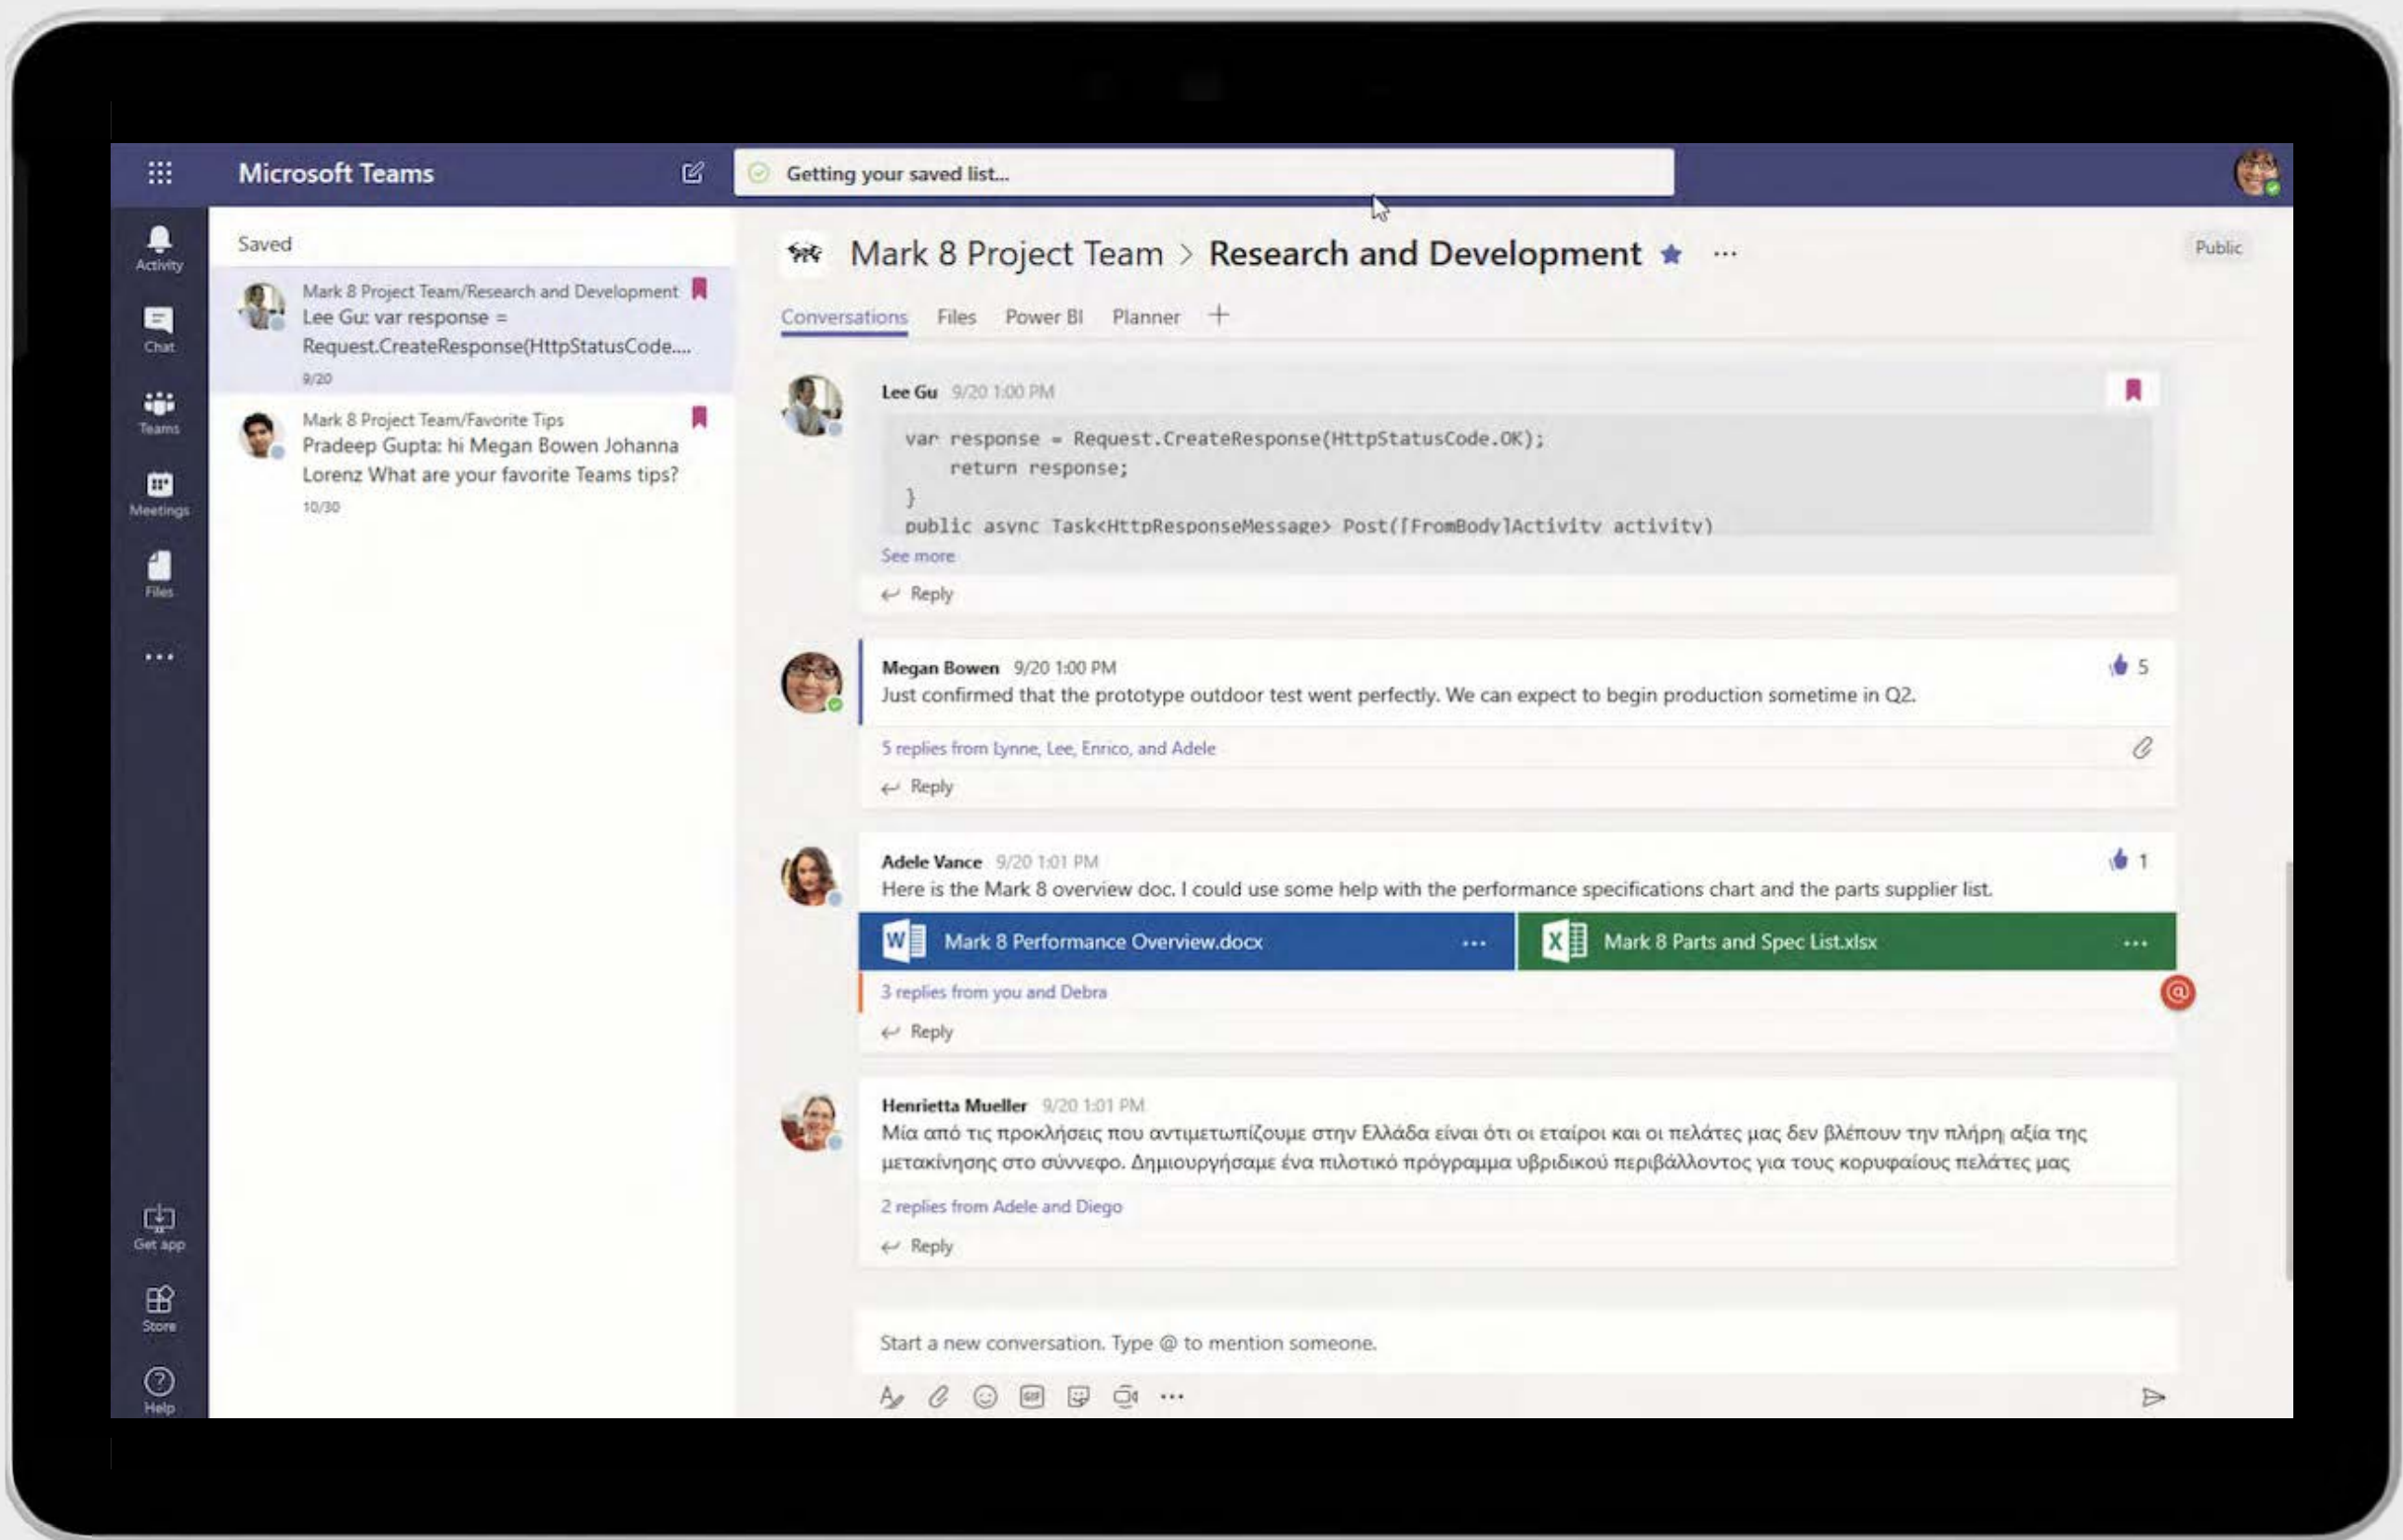 Microsoft Teams
Getting your saved list...
Activity
Chat
Teams
Meetings
Files
Get app
Store
Help
Saved
Mark 8 Project Team/Research and Development
Lee Gu: var response =
Request.CreateResponse(HttpStatusCode....
9/20
Mark 8 Project Team/Favorite Tips
Pradeep Gupta: hi Megan Bowen Johanna
Lorenz What are your favorite Teams tips?
10/30
Mark 8 Project Team > Research and Development
Public
Conversations Files Power BI Planner
Lee Gu 9/20 1:00 PM
var response = Request.CreateResponse(HttpStatusCode.OK);
return response;
}
public async Task<HttpResponseMessage> Post([FromBody]Activity activity)
See more
Reply
Megan Bowen 9/20 1:00 PM
5
Just confirmed that the prototype outdoor test went perfectly. We can expect to begin production sometime in Q2.
5 replies from Lynne, Lee, Enrico, and Adele
Reply
Adele Vance 9/20 1:01 PM
1
Here is the Mark 8 overview doc. I could use some help with the performance specifications chart and the parts supplier list.
W Mark 8 Performance Overview.docx ...
X Mark 8 Parts and Spec List.xlsx ...
3 replies from you and Debra
@
Reply
Henrietta Mueller 9/20 1:01 PM
Μία από τις προκλήσεις που αντιμετωπίζουμε στην Ελλάδα είναι ότι οι εταίροι και οι πελάτες μας δεν βλέπουν την πλήρη αξία της
μετακίνησης στο σύννεφο. Δημιουργήσαμε ένα πιλοτικό πρόγραμμα υβριδικού περιβάλλοντος για τους κορυφαίους πελάτες μας
2 replies from Adele and Diego
Reply
Start a new conversation. Type @ to mention someone.
GIF